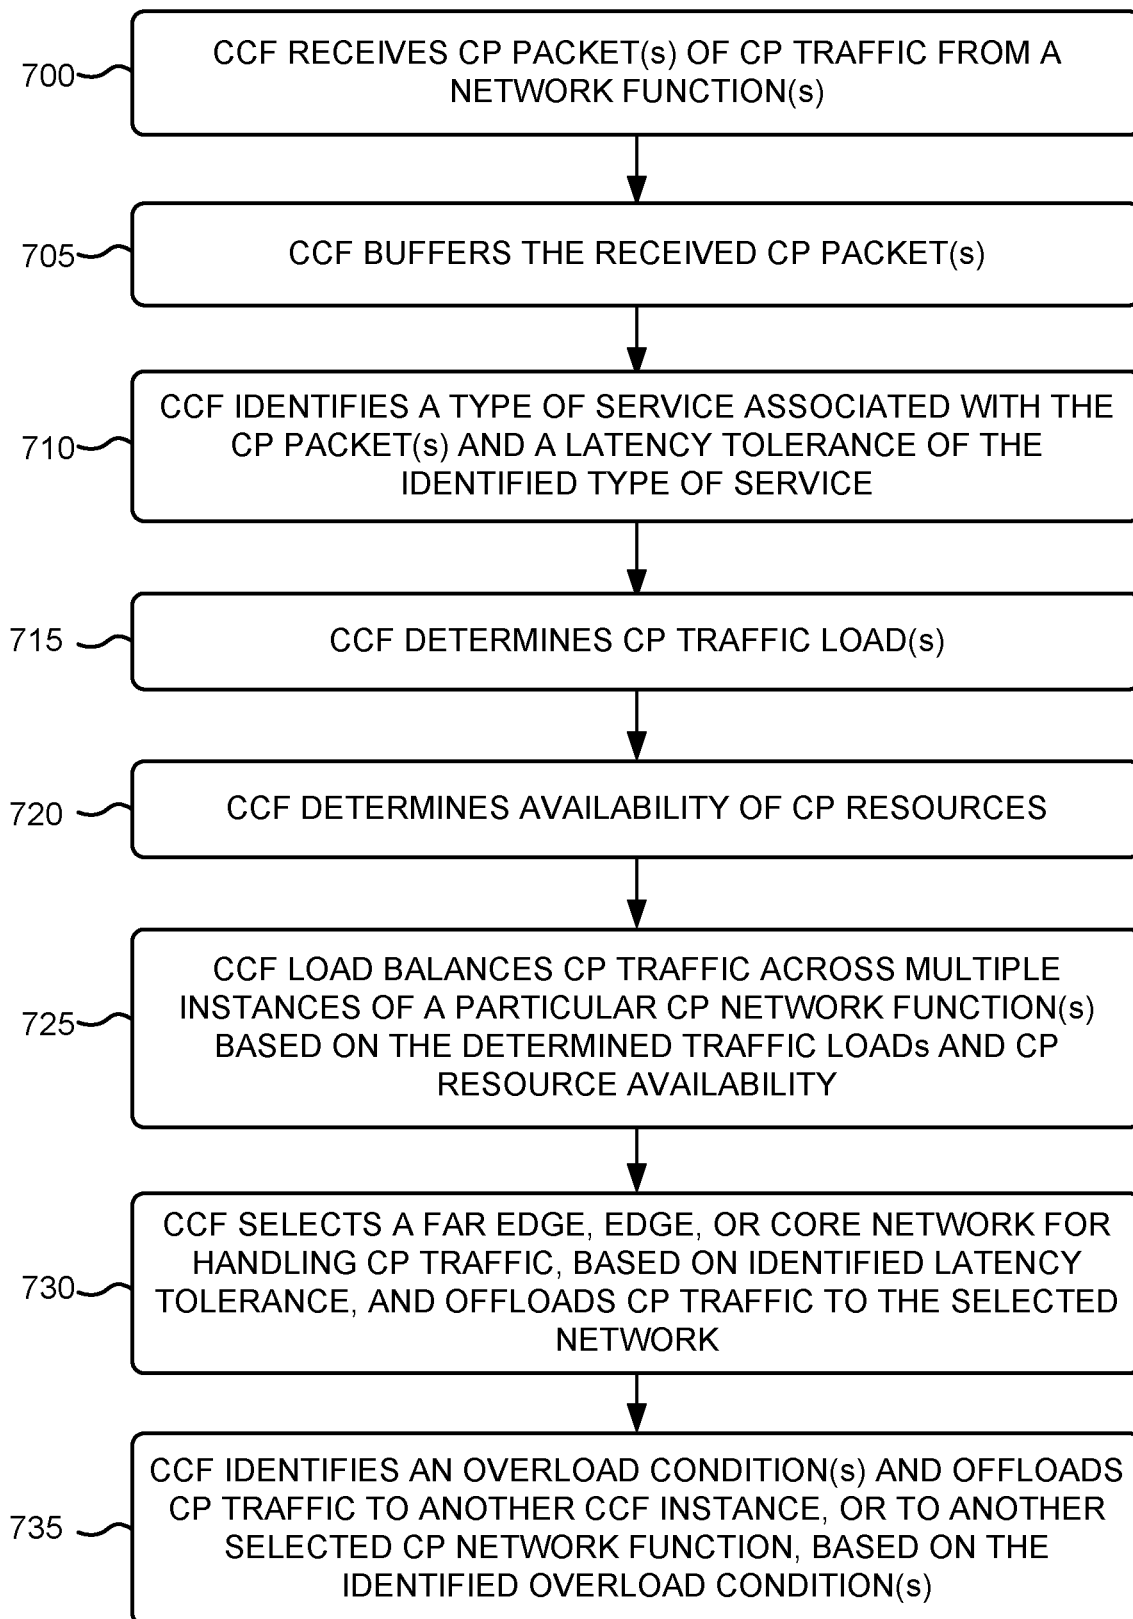 700
CCF RECEIVES CP PACKET(s) OF CP TRAFFIC FROM A
NETWORK FUNCTION(s)
705
CCF BUFFERS THE RECEIVED CP PACKET(s)
710
CCF IDENTIFIES A TYPE OF SERVICE ASSOCIATED WITH THE
CP PACKET(s) AND A LATENCY TOLERANCE OF THE
IDENTIFIED TYPE OF SERVICE
715
CCF DETERMINES CP TRAFFIC LOAD(s)
720
CCF DETERMINES AVAILABILITY OF CP RESOURCES
725
CCF LOAD BALANCES CP TRAFFIC ACROSS MULTIPLE
INSTANCES OF A PARTICULAR CP NETWORK FUNCTION(s)
BASED ON THE DETERMINED TRAFFIC LOADs AND CP
RESOURCE AVAILABILITY
730
CCF SELECTS A FAR EDGE, EDGE, OR CORE NETWORK FOR
HANDLING CP TRAFFIC, BASED ON IDENTIFIED LATENCY
TOLERANCE, AND OFFLOADS CP TRAFFIC TO THE SELECTED
NETWORK
735
CCF IDENTIFIES AN OVERLOAD CONDITION(s) AND OFFLOADS
CP TRAFFIC TO ANOTHER CCF INSTANCE, OR TO ANOTHER
SELECTED CP NETWORK FUNCTION, BASED ON THE
IDENTIFIED OVERLOAD CONDITION(s)